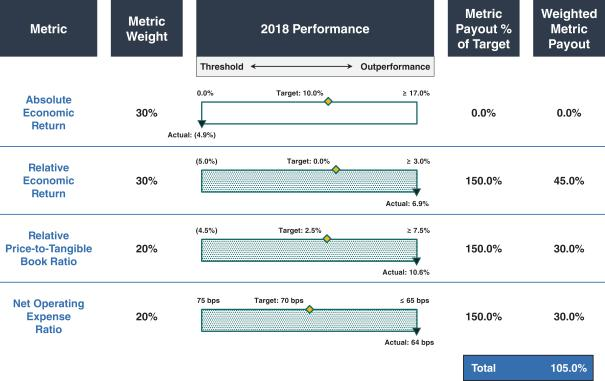 Metric
Metric
Weight
2018 Performance
Metric
Payout %
of Target
Weighted
Metric
Payout
Threshold
Outperformance
Absolute
Economic
Return
30%
0.0%
Target: 10.0%
≥ 17.0%
Actual: (4.9%)
0.0%
0.0%
Relative
Economic
Return
30%
(5.0%)
Target: 0.0%
≥ 3.0%
Actual: 6.9%
150.0%
45.0%
Relative
Price-to-Tangible
Book Ratio
20%
(4.5%)
Target: 2.5%
≥ 7.5%
Actual: 10.6%
150.0%
30.0%
Net Operating
Expense
Ratio
20%
75 bps
Target: 70 bps
≤ 65 bps
Actual: 64 bps
150.0%
30.0%
Total 105.0%